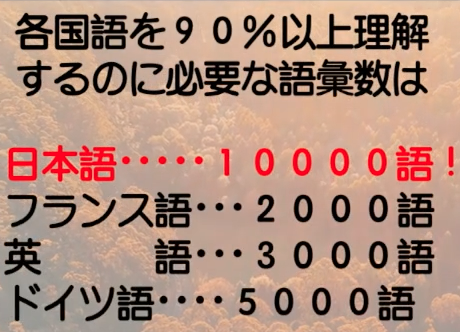 各国語を９０％以上理解
するのに必要な語彙数は
日本語‥‥‥１００００語！
フランス語･･･２０００語
英　　　語･･･３０００語
ドイツ語････５０００語